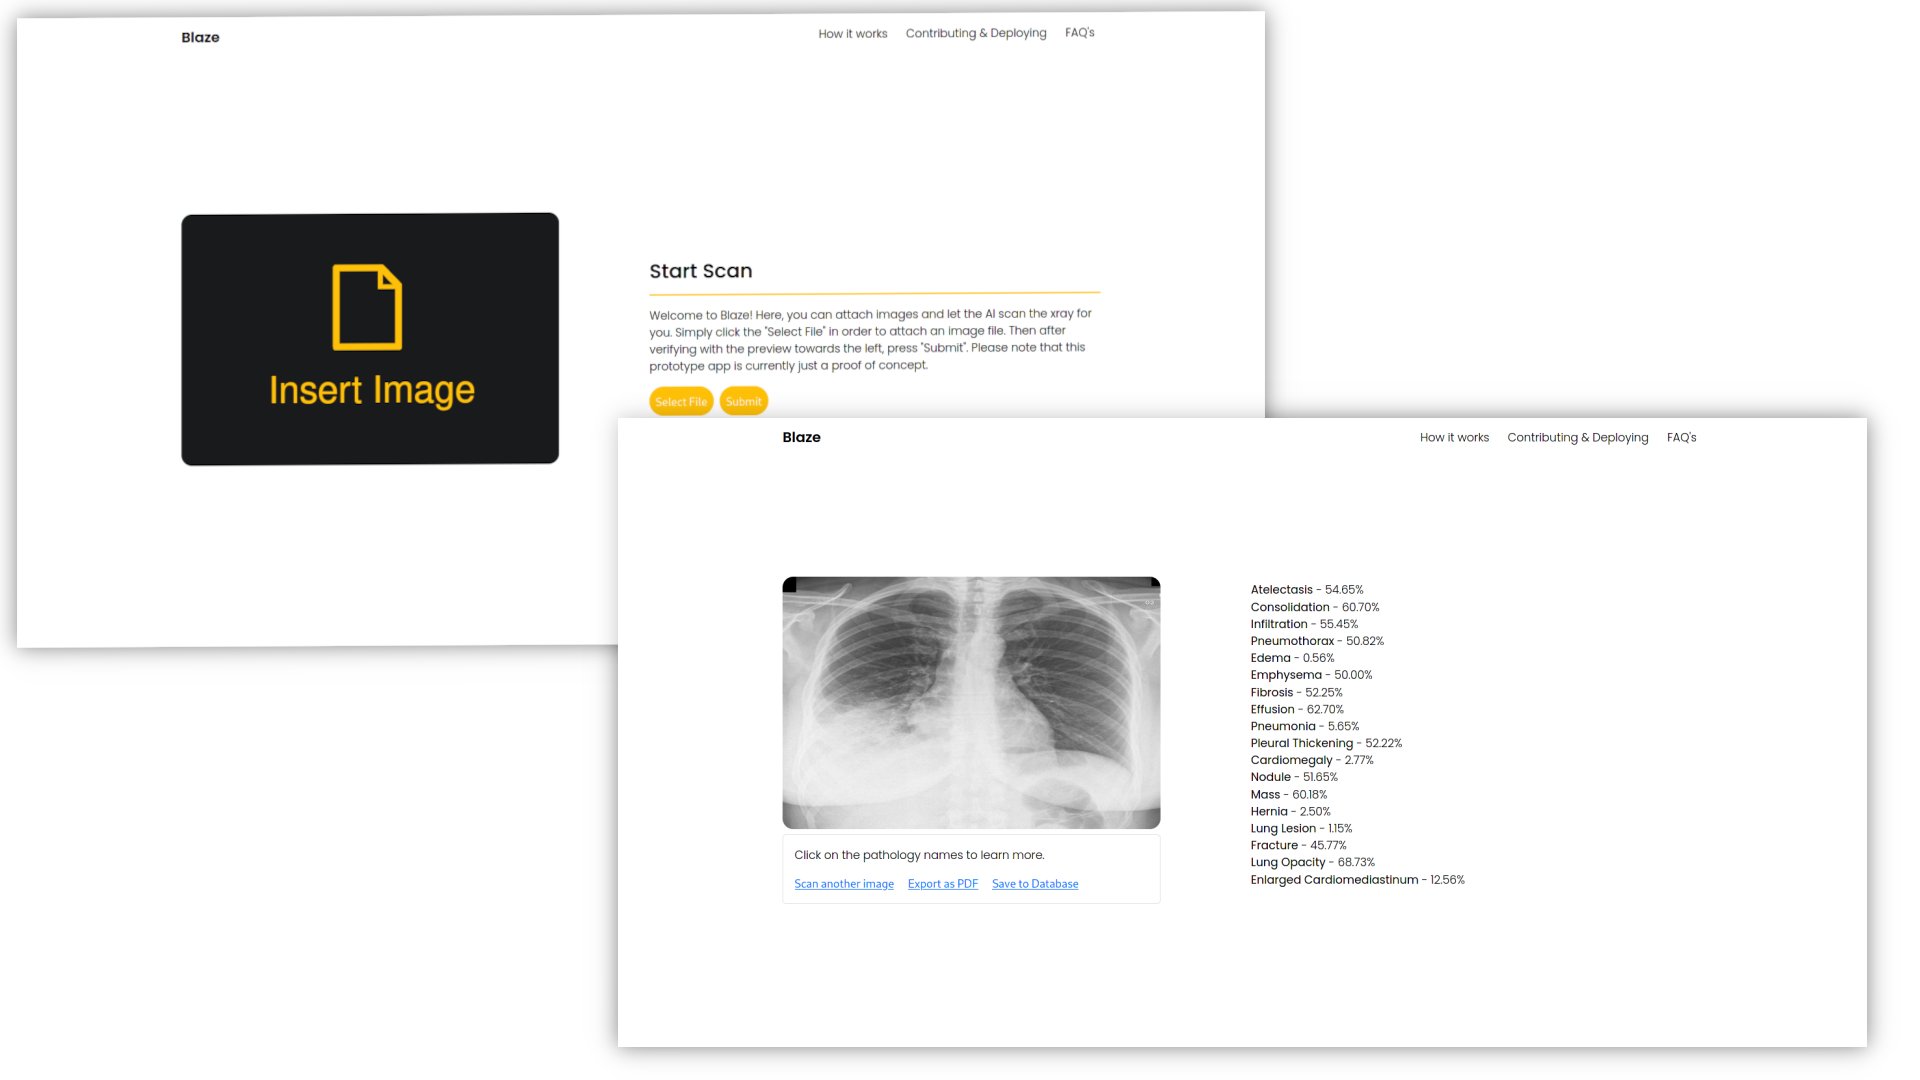 Blaze
How it works
Contributing & Deploying
FAQ's
Insert Image
Start Scan
Welcome to Blaze! Here, you can attach images and let the AI scan the xray for
you. Simply click the "Select File" in order to attach an image file. Then after
verifying with the preview towards the left, press "Submit". Please note that this
prototype app is currently just a proof of concept.
Select File
Submit
Blaze
How it works
Contributing & Deploying
FAQ's
Click on the pathology names to learn more.
Scan another image
Export as PDF
Save to Database
Atelectasis - 54.65%
Consolidation - 60.70%
Infiltration - 55.45%
Pneumothorax - 50.82%
Edema - 0.56%
Emphysema - 50.00%
Fibrosis - 52.25%
Effusion - 62.70%
Pneumonia - 5.65%
Pleural Thickening - 52.22%
Cardiomegaly - 2.77%
Nodule - 51.65%
Mass - 60.18%
Hernia - 2.50%
Lung Lesion - 1.15%
Fracture - 45.77%
Lung Opacity - 68.73%
Enlarged Cardiomediastinum - 12.56%